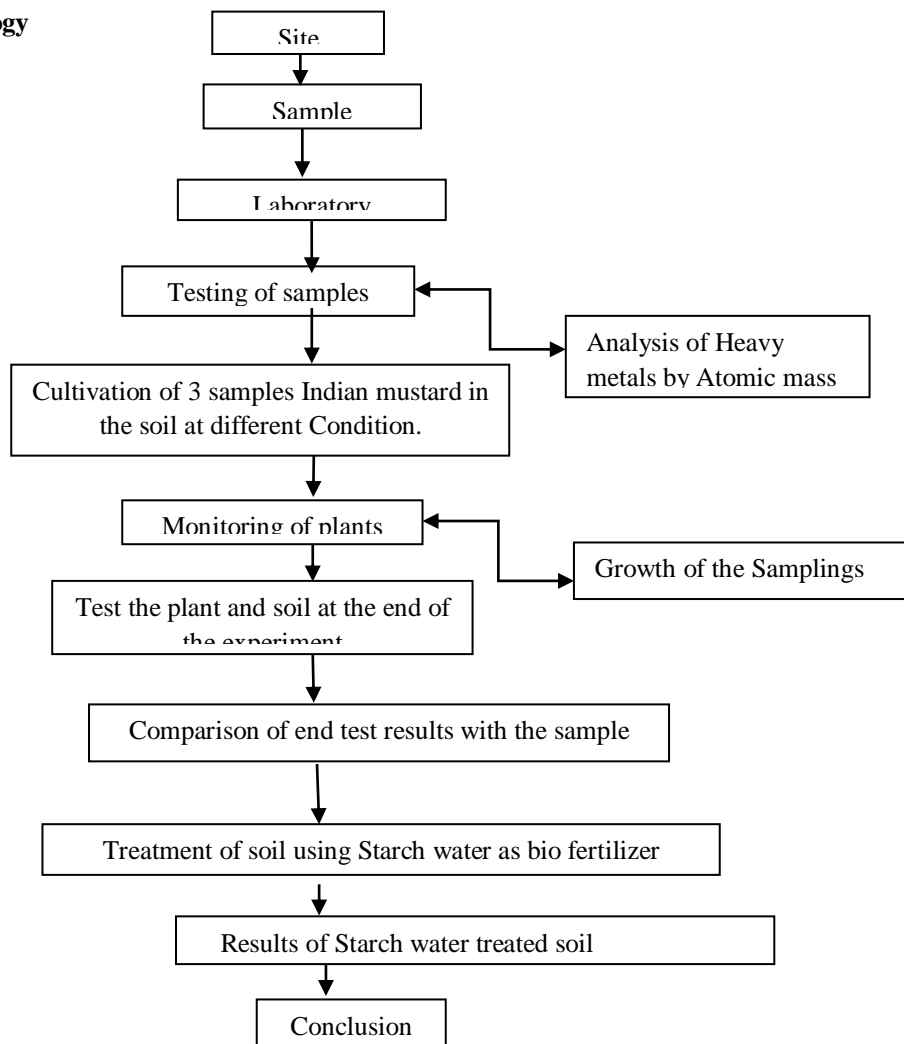 ogy
Site
Sample
Laboratory
Testing of samples
Analysis of Heavy
metals by Atomic mass
Cultivation of 3 samples Indian mustard in
the soil at different Condition.
Monitoring of plants
Growth of the Samplings
Test the plant and soil at the end of
the experiment
Comparison of end test results with the sample
Treatment of soil using Starch water as bio fertilizer
Results of Starch water treated soil
Conclusion